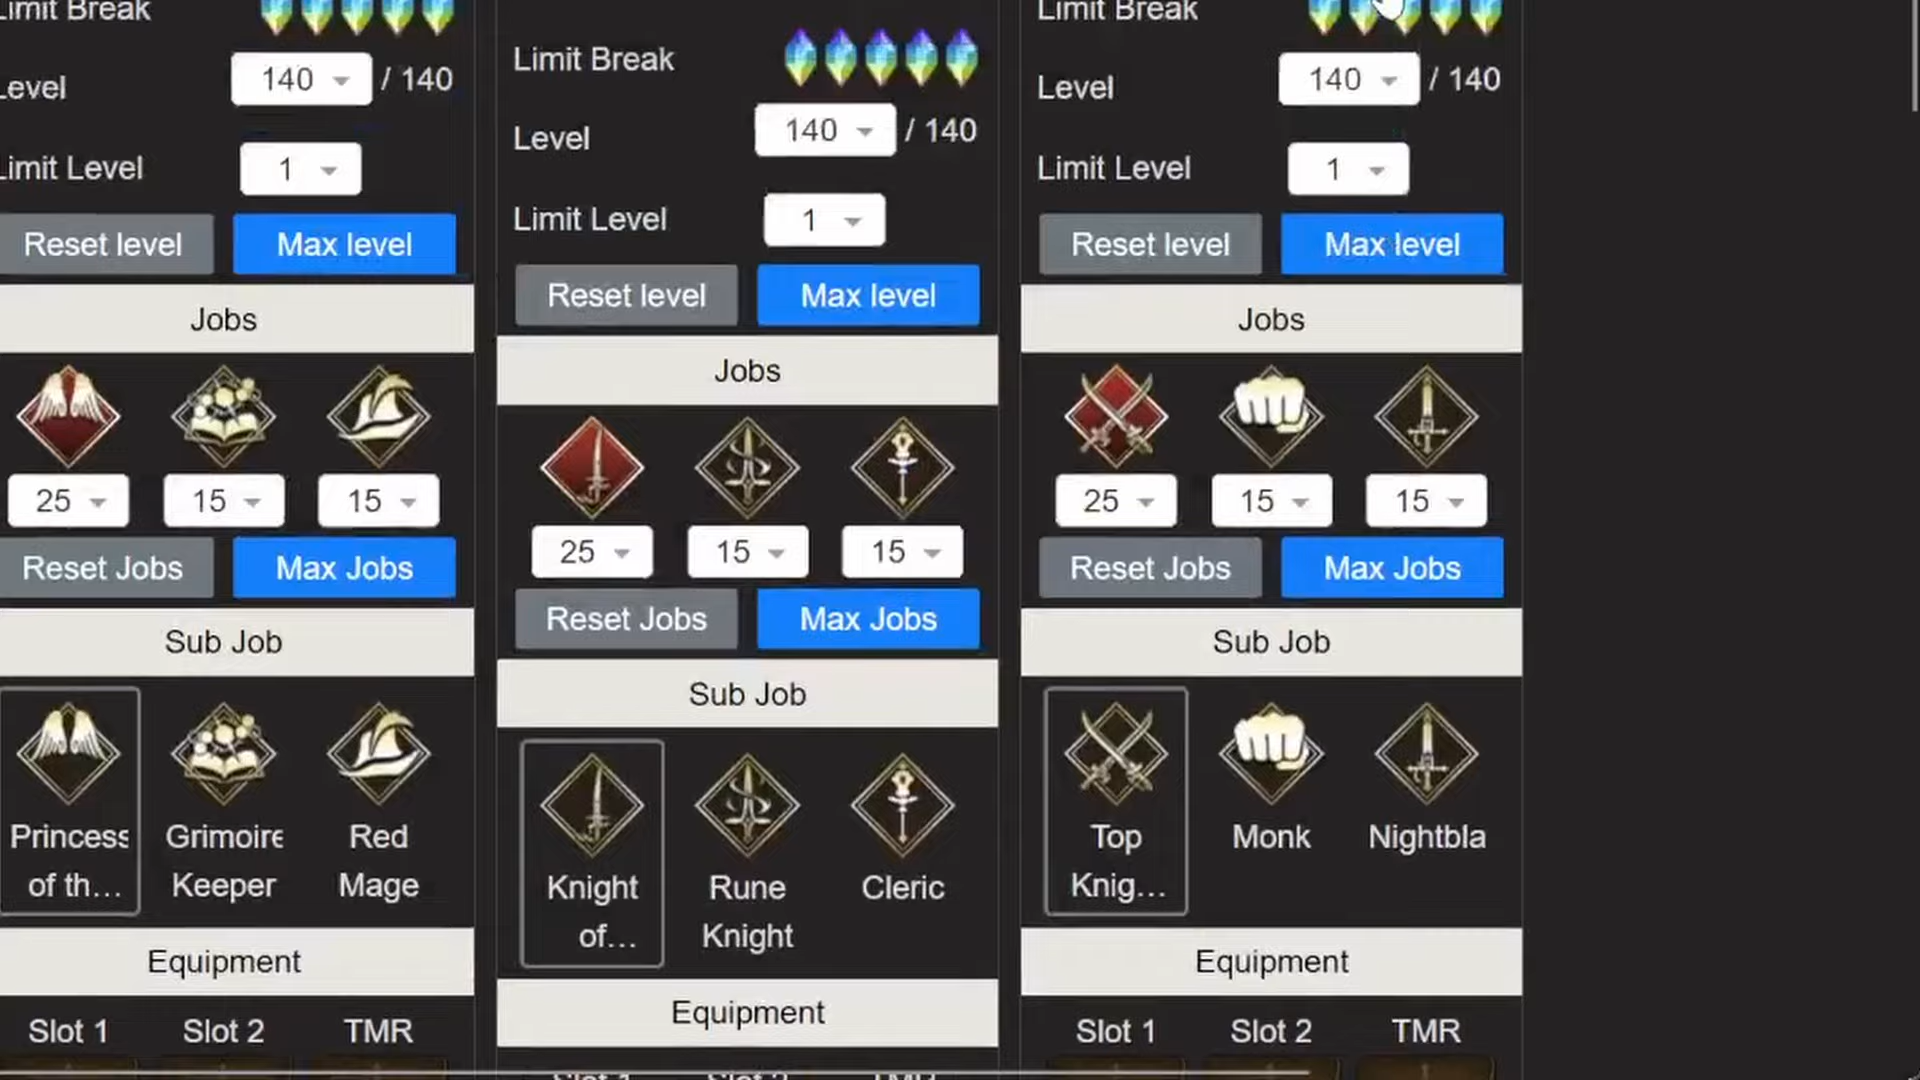 Limit Break
Level
140 / 140
Limit Level
1
Reset level
Max level
Jobs
25
15
15
Reset Jobs
Max Jobs
Sub Job
Princess
of th...
Grimoire
Keeper
Red
Mage
Equipment
Slot 1
Slot 2
TMR
Limit Break
Level
140 / 140
Limit Level
1
Reset level
Max level
Jobs
25
15
15
Reset Jobs
Max Jobs
Sub Job
Knight
of...
Rune
Knight
Cleric
Equipment
Slot 1
Slot 2
TMR
Limit Break
Level
140 / 140
Limit Level
1
Reset level
Max level
Jobs
25
15
15
Reset Jobs
Max Jobs
Sub Job
Top
Knig...
Monk
Nightbla
Equipment
Slot 1
Slot 2
TMR